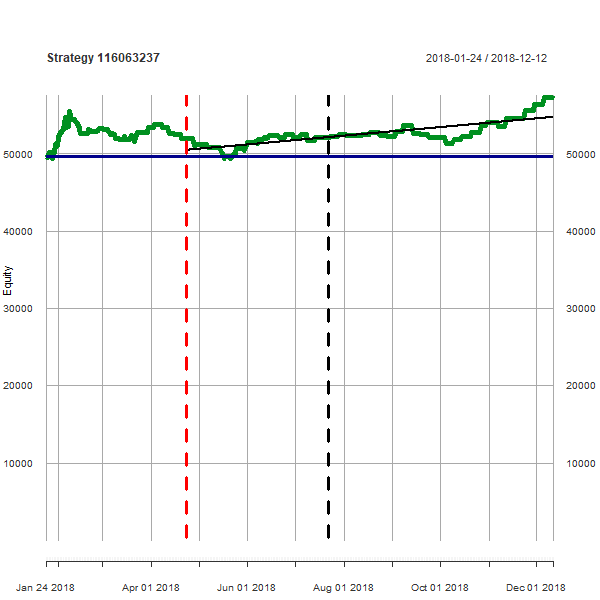 Strategy 116063237
2018-01-24 / 2018-12-12
50000
50000
40000
40000
Equity
30000
30000
20000
20000
10000
10000
Jan 24 2018
Apr 01 2018
Jun 01 2018
Aug 01 2018
Oct 01 2018
Dec 01 2018